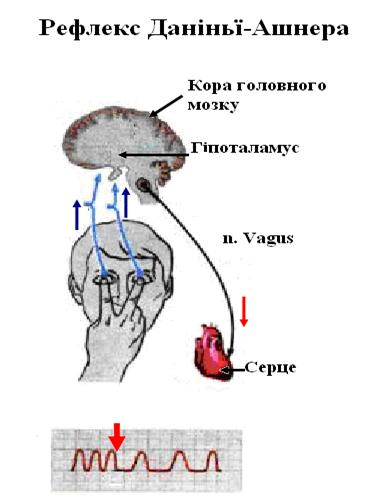 Рефлекс Даніньї-Ашнера
Кора головного
мозку
Гіпоталамус
n. Vagus
Серце